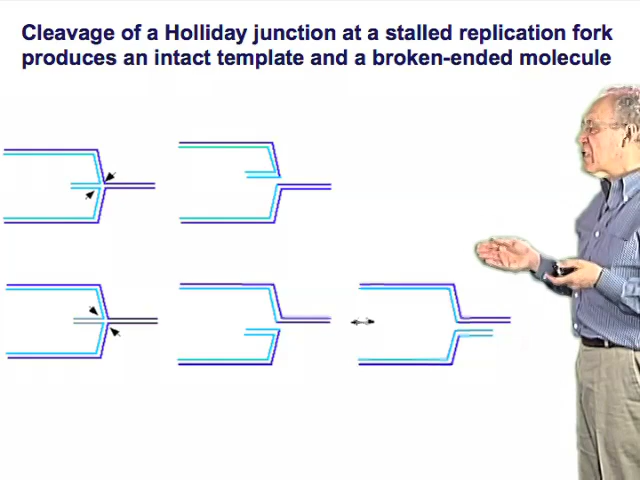 Cleavage of a Holliday junction at a stalled replication fork
produces an intact template and a broken-ended molecule